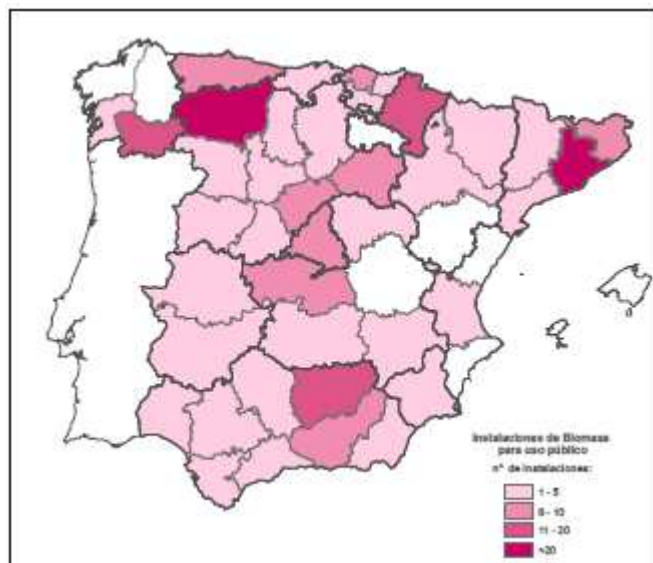 Instalaciones de Biomasa
para uso público
nº de instalaciones:
1 - 5
6 - 10
11 - 20
>20